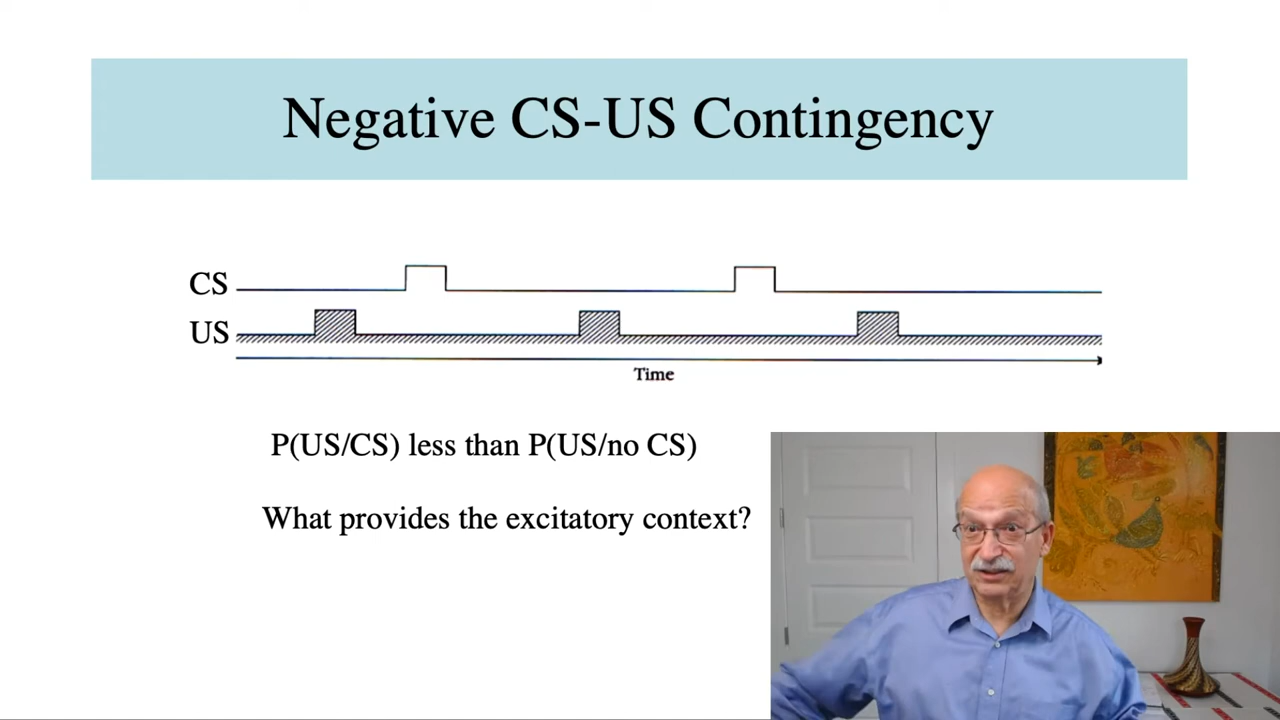 Negative CS-US Contingency
CS
US
Time
P(US/CS) less than P(US/no CS)
What provides the excitatory context?